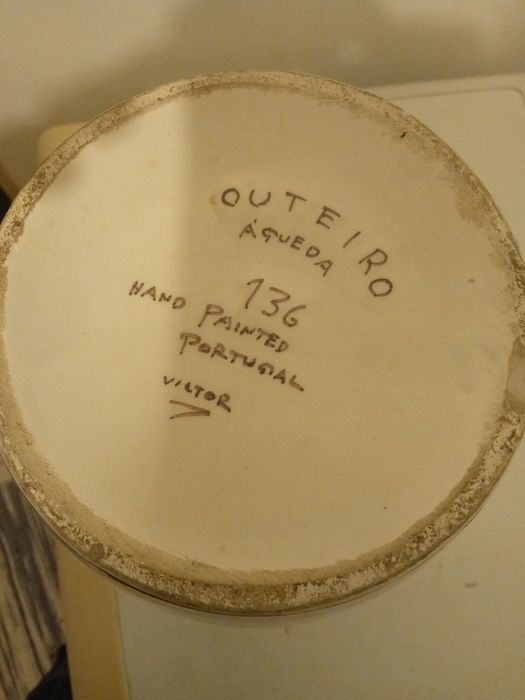 OUTEIRO
ÁGUEDA
136
HAND PAINTED
PORTUGAL
VICTOR